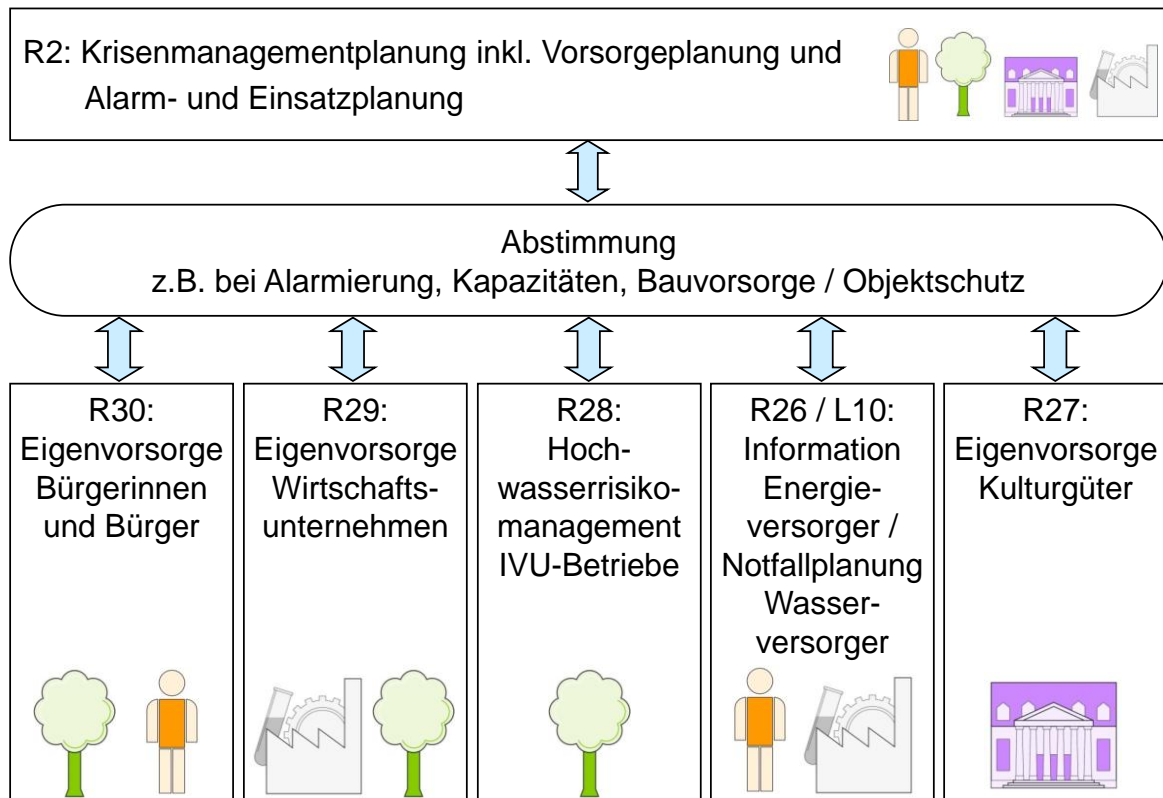 R2: Krisenmanagementplanung inkl. Vorsorgeplanung und
Alarm- und Einsatzplanung
Abstimmung
z.B. bei Alarmierung, Kapazitäten, Bauvorsorge / Objektschutz
R30:
Eigenvorsorge
Bürgerinnen
und Bürger
R29:
Eigenvorsorge
Wirtschafts-
unternehmen
R28:
Hoch-
wasserrisiko-
management
IVU-Betriebe
R26 / L10:
Information
Energie-
versorger /
Notfallplanung
Wasser-
versorger
R27:
Eigenvorsorge
Kulturgüter